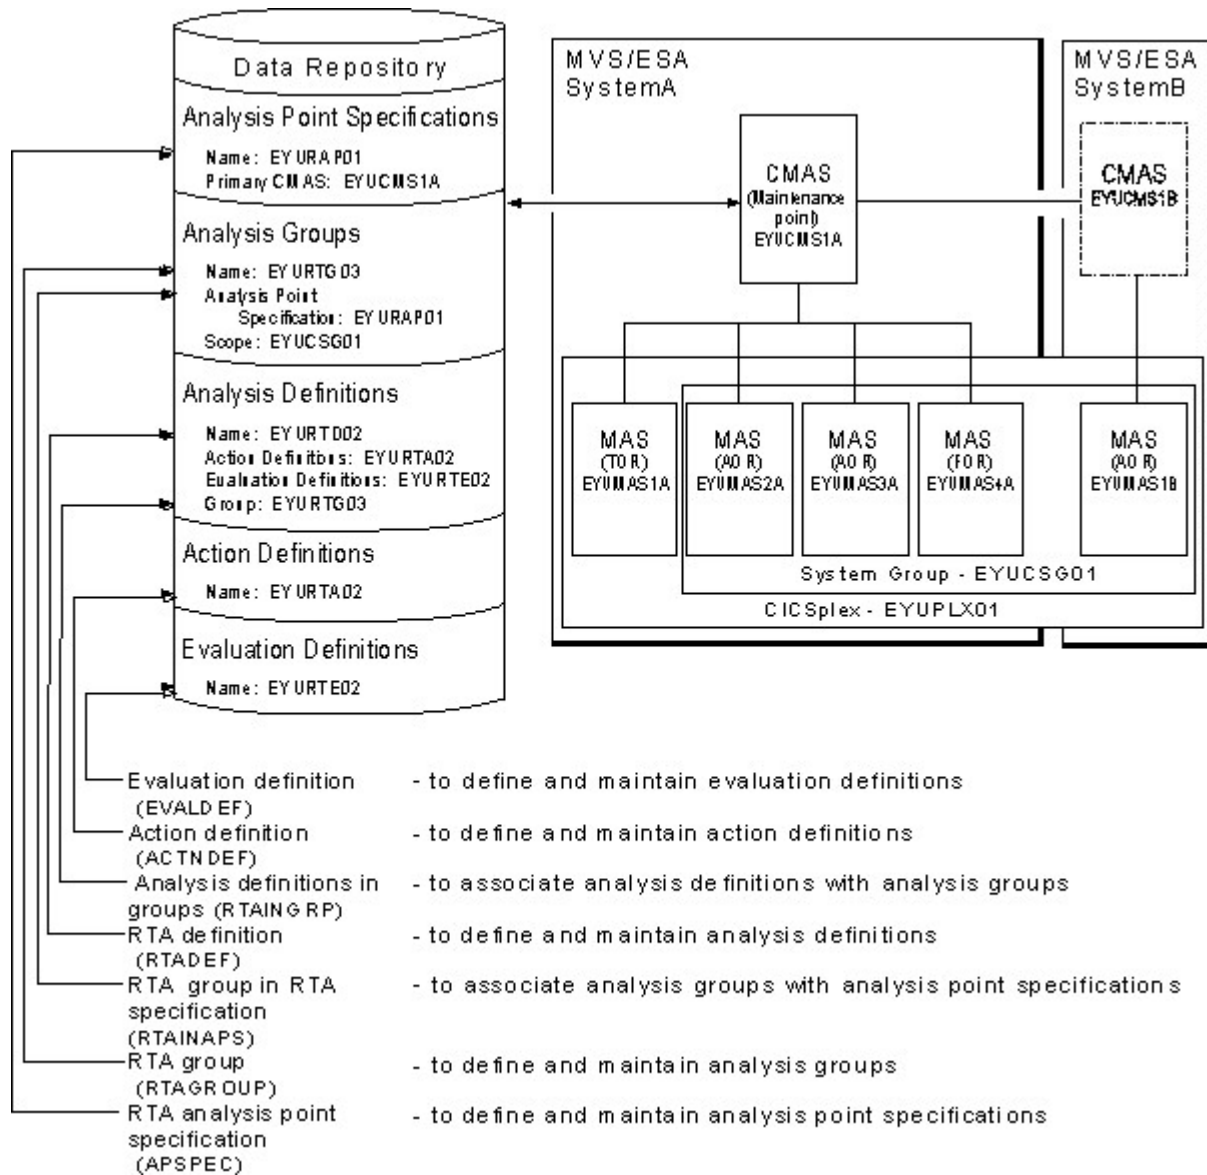 Data Repository
Analysis Point Specifications
Name: EYURAP01
Primary CMAS: EYUCMS1A
Analysis Groups
Name: EYURTG03
Analysis Point
Specification: EYURAP01
Scope: EYUCSG01
Analysis Definitions
Name: EYURTD02
Action Definitions: EYURTA02
Evaluation Definitions: EYURTE02
Group: EYURTG03
Action Definitions
Name: EYURTA02
Evaluation Definitions
Name: EYURTE02
MVS/ESA
SystemA
CMAS
(Maintenance
point)
EYUCMS1A
MVS/ESA
SystemB
CMAS
EYUCMS1B
MAS
(TOR)
EYUMAS1A
MAS
(AOR)
EYUMAS2A
MAS
(AOR)
EYUMAS3A
MAS
(FOR)
EYUMAS4A
MAS
(AOR)
EYUMAS1B
System Group - EYUCSG01
CICSplex - EYUPLX01
Evaluation definition - to define and maintain evaluation definitions
(EVALDEF)
Action definition - to define and maintain action definitions
(ACTNDEF)
Analysis definitions in - to associate analysis definitions with analysis groups
groups (RTAINGRP)
RTA definition - to define and maintain analysis definitions
(RTADEF)
RTA group in RTA - to associate analysis groups with analysis point specifications
specification
(RTAINAPS)
RTA group - to define and maintain analysis groups
(RTAGROUP)
RTA analysis point - to define and maintain analysis point specifications
specification
(APSPEC)